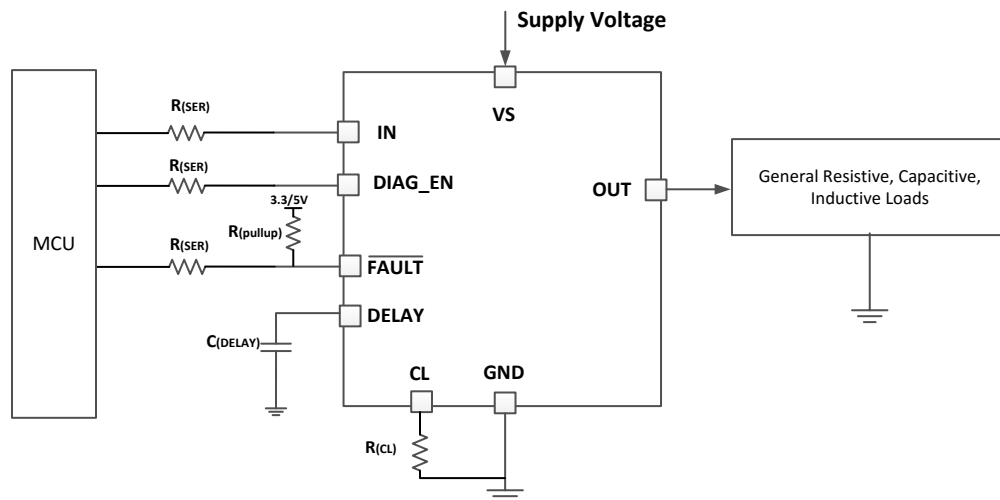 Supply Voltage
VS
R(SER)
IN
R(SER)
DIAG_EN
3.3/5V
R(pullup)
MCU
R(SER)
FAULT
DELAY
C(DELAY)
CL
GND
R(CL)
OUT
General Resistive, Capacitive,
Inductive Loads